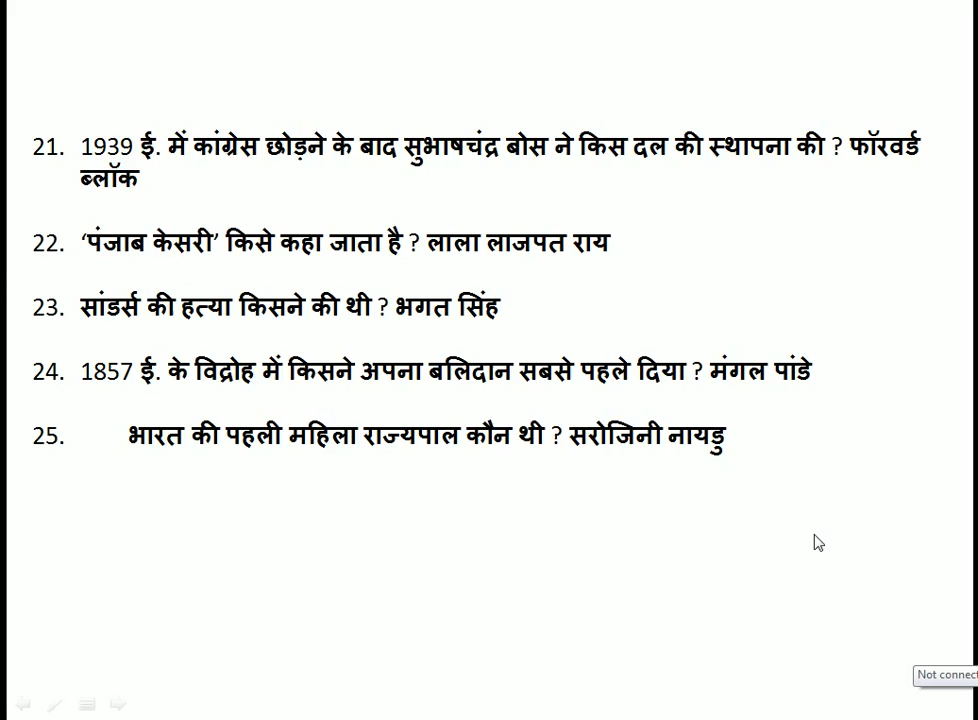 21. 1939 ई. में कांग्रेस छोड़ने के बाद सुभाषचंद्र बोस ने किस दल की स्थापना की ? फॉरवर्ड
ब्लॉक
22. ‘पंजाब केसरी’ किसे कहा जाता है ? लाला लाजपत राय
23. सांडर्स की हत्या किसने की थी ? भगत सिंह
24. 1857 ई. के विद्रोह में किसने अपना बलिदान सबसे पहले दिया ? मंगल पांडे
25. भारत की पहली महिला राज्यपाल कौन थी ? सरोजिनी नायडु
Not connect